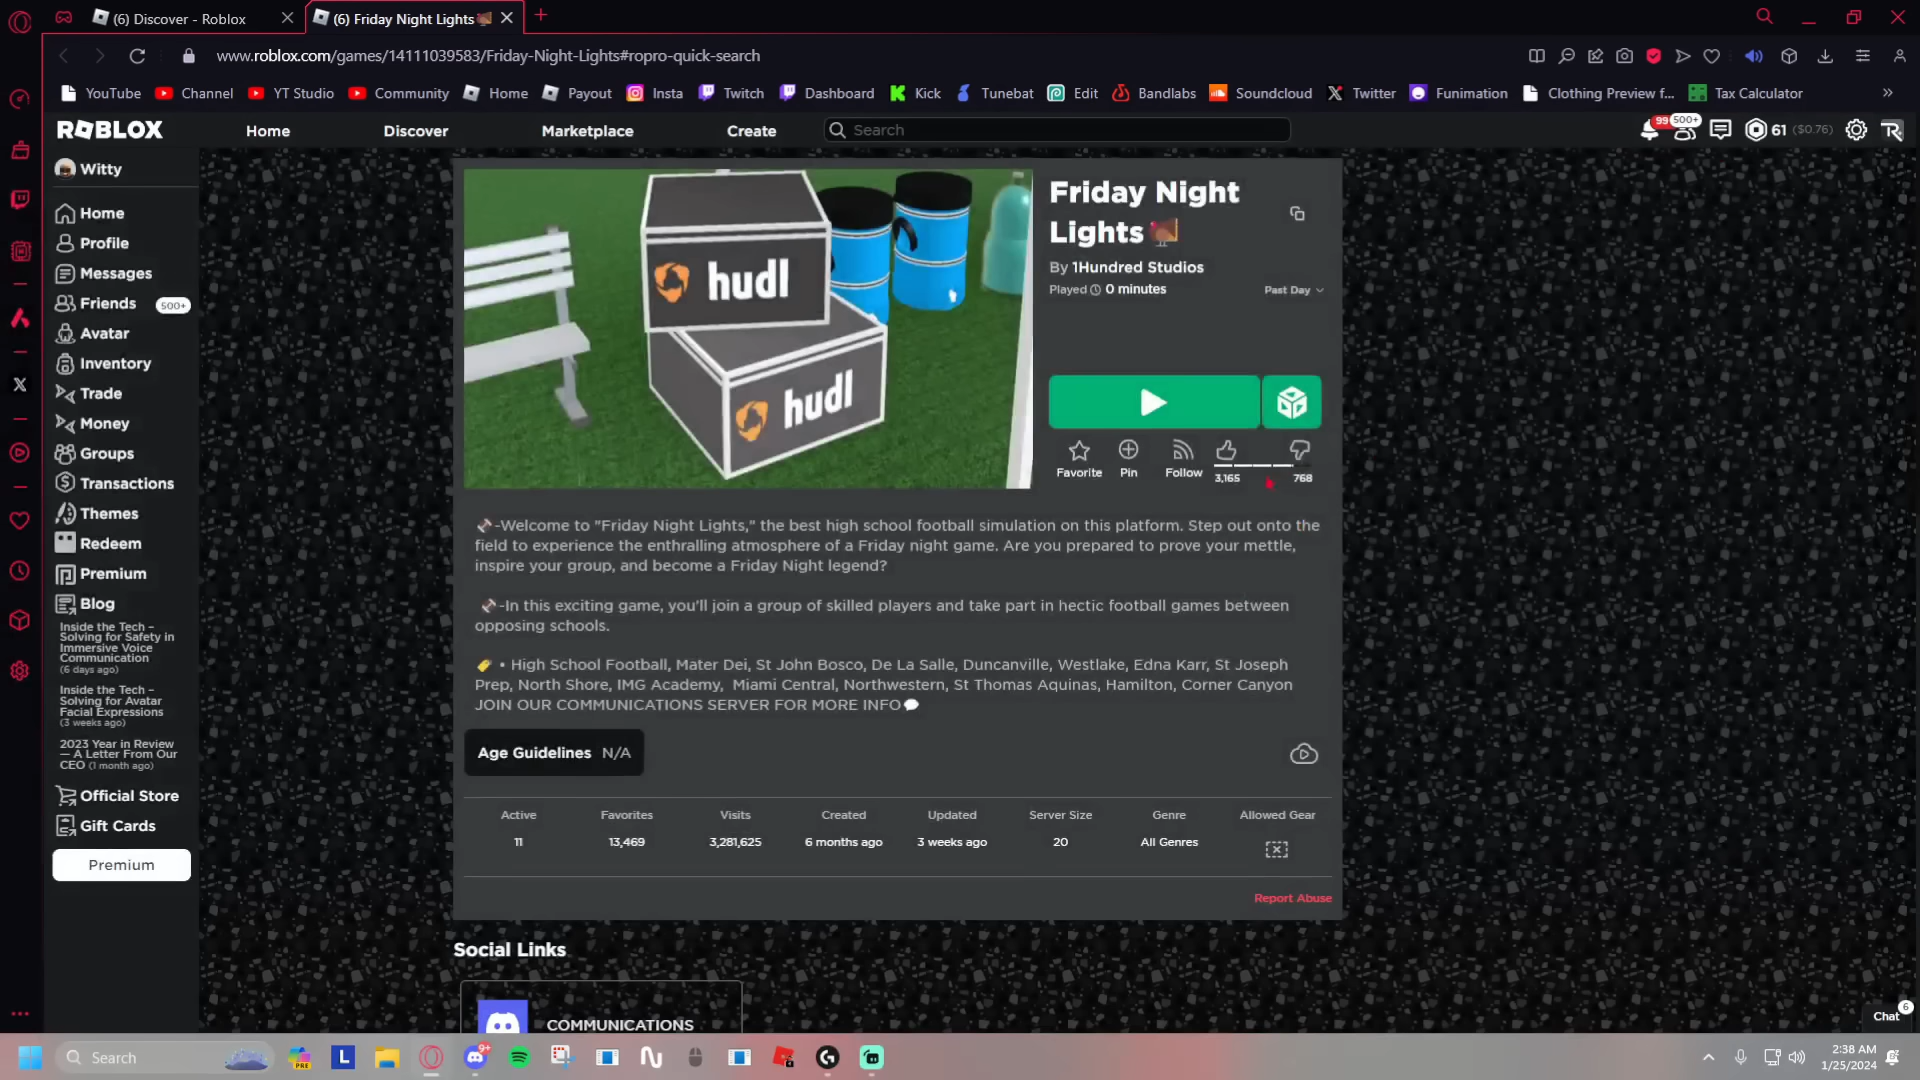 (6) Discover - Roblox
(6) Friday Night Lights
www.roblox.com/games/14111039583/Friday-Night-Lights#ropro-quick-search
YouTube
Channel
YT Studio
Community
Home
Payout
Insta
Twitch
Dashboard
Kick
Tunebat
Edit
Bandlabs
Soundcloud
Twitter
Funimation
Clothing Preview f...
Tax Calculator
ROBLOX
Home
Discover
Marketplace
Create
Search
99
500+
61 ($0.76)
Witty
Home
Profile
Messages
Friends 500+
Avatar
Inventory
Trade
Money
Groups
Transactions
Themes
Redeem
Premium
Blog
Inside the Tech –
Solving for Safety in
Immersive Voice
Communication
(6 days ago)
Inside the Tech –
Solving for Avatar
Facial Expressions
(3 weeks ago)
2023 Year in Review
— A Letter From Our
CEO (1 month ago)
Official Store
Gift Cards
Premium
hudl
hudl
Friday Night
Lights
By 1Hundred Studios
Played 0 minutes
Past Day
Favorite
Pin
Follow
3,165
768
-Welcome to "Friday Night Lights," the best high school football simulation on this platform. Step out onto the
field to experience the enthralling atmosphere of a Friday night game. Are you prepared to prove your mettle,
inspire your group, and become a Friday Night legend?
-In this exciting game, you'll join a group of skilled players and take part in hectic football games between
opposing schools.
• High School Football, Mater Dei, St John Bosco, De La Salle, Duncanville, Westlake, Edna Karr, St Joseph
Prep, North Shore, IMG Academy, Miami Central, Northwestern, St Thomas Aquinas, Hamilton, Corner Canyon
JOIN OUR COMMUNICATIONS SERVER FOR MORE INFO
Age Guidelines N/A
Active Favorites Visits Created Updated Server Size Genre Allowed Gear
11 13,469 3,281,625 6 months ago 3 weeks ago 20 All Genres
Report Abuse
Social Links
COMMUNICATIONS
Chat
6
Search
PRE
L
9+
2:38 AM
1/25/2024